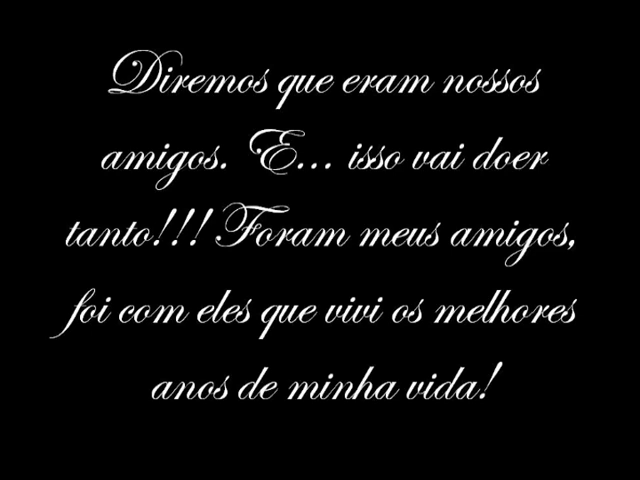 Diremos que eram nossos
amigos. E... isso vai doer
tanto!!! Foram meus amigos,
foi com eles que vivi os melhores
anos de minha vida!